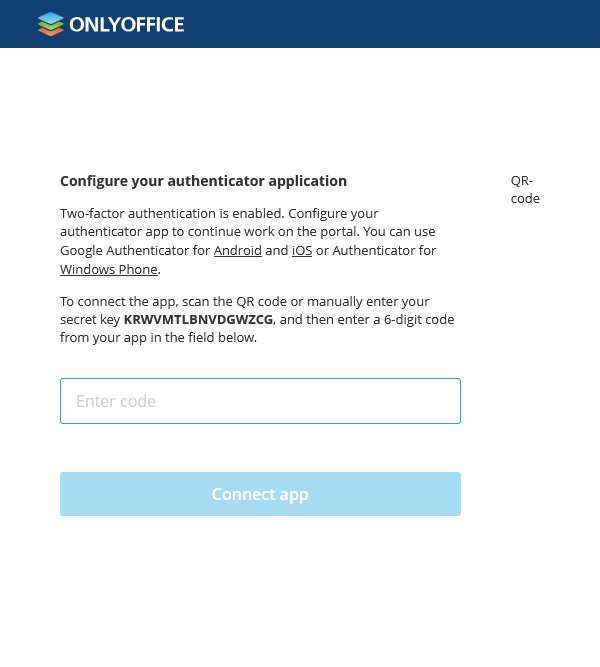 ONLYOFFICE
Configure your authenticator application
Two-factor authentication is enabled. Configure your
authenticator app to continue work on the portal. You can use
Google Authenticator for Android and iOS or Authenticator for
Windows Phone.
To connect the app, scan the QR code or manually enter your
secret key KRWVMTLBNVDGWZCG, and then enter a 6-digit code
from your app in the field below.
Enter code
Connect app
QR-
code